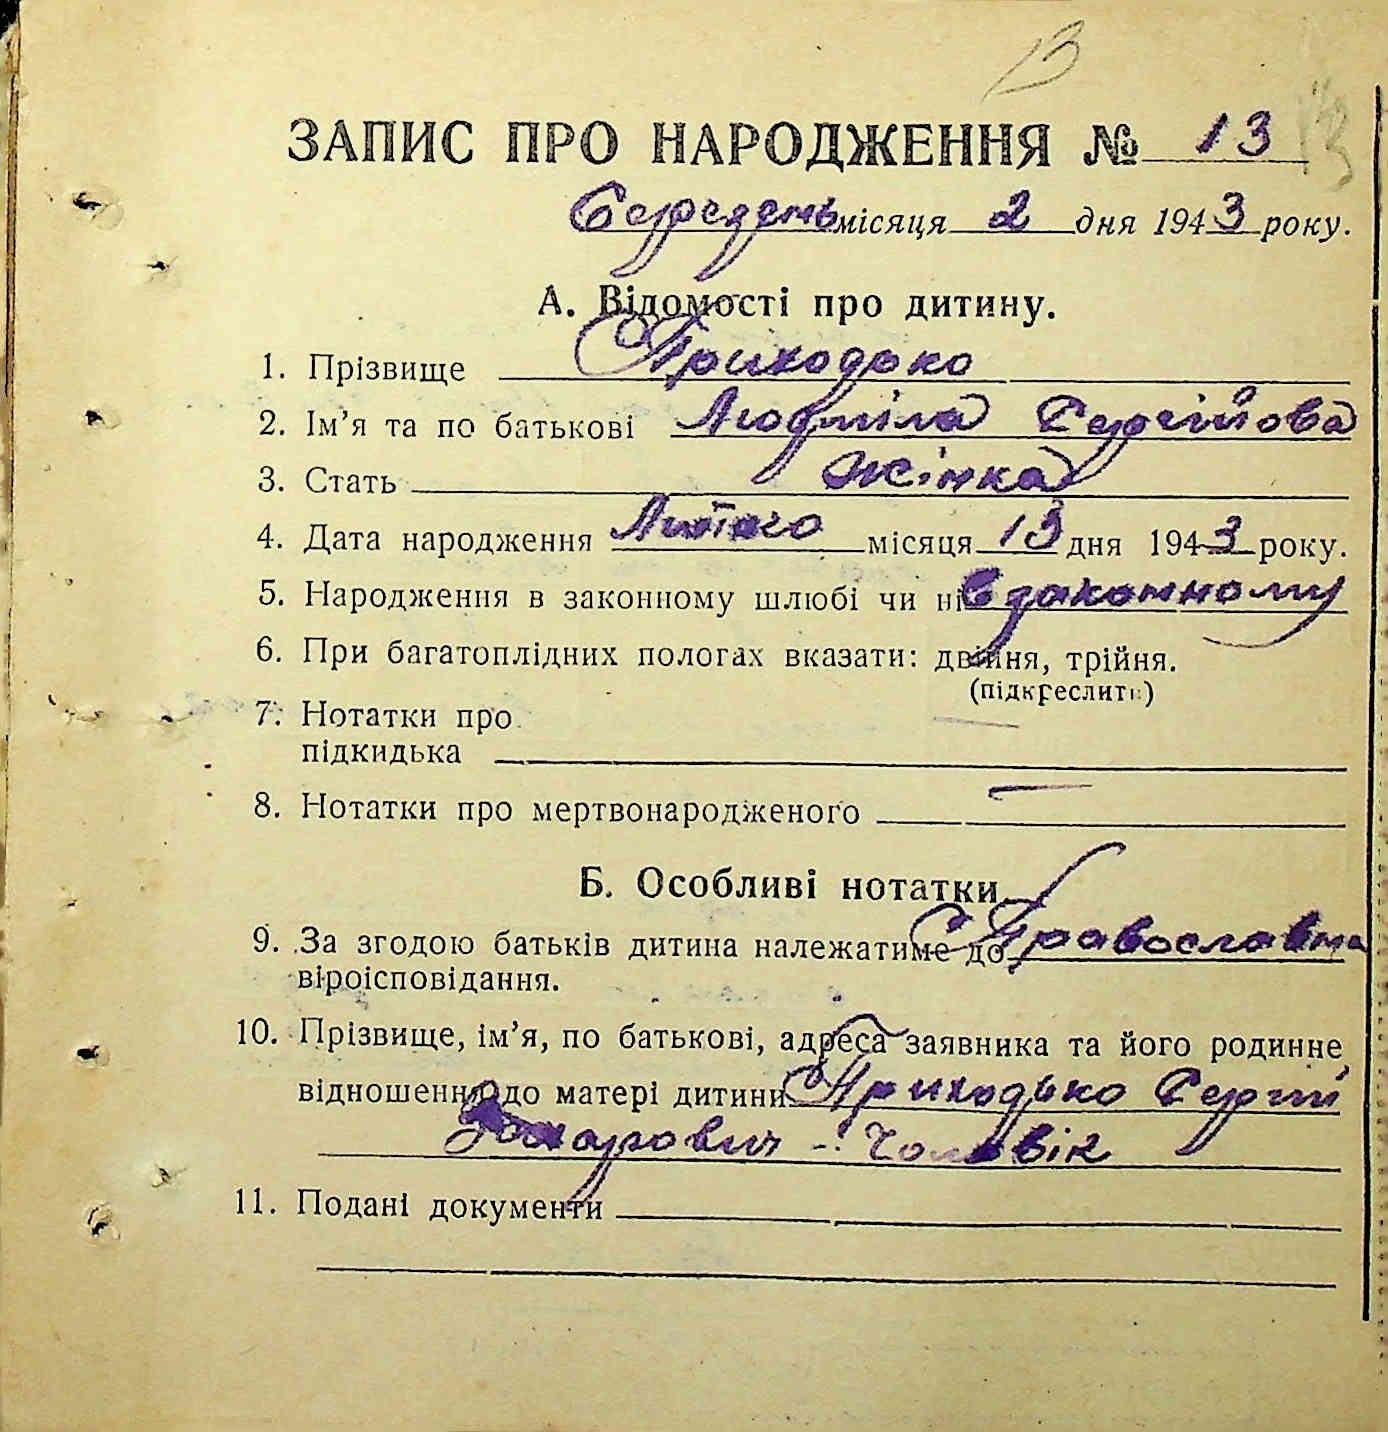 13
ЗАПИС ПРО НАРОДЖЕННЯ № 13
місяця 2 дня 1943 року.
А. Відомості про дитину.
1. Прізвище Приходько
2. Ім’я та по батькові Людміла Сергійова
3. Стать Жінка
4. Дата народження Лютого місяця 13 дня 1943 року.
5. Народження в законному шлюбі чи ні в законному
6. При багатоплідних пологах вказати: двійня, трійня.
(підкреслити)
7. Нотатки про
підкидька —
8. Нотатки про мертвонародженого —
Б. Особливі нотатки
9. За згодою батьків дитина належатиме до Православна
віроісповідання.
10. Прізвище, ім’я, по батькові, адреса заявника та його родинне
відношення до матері дитини Приходько Сергій
Захарович - Чоловік
11. Подані документи